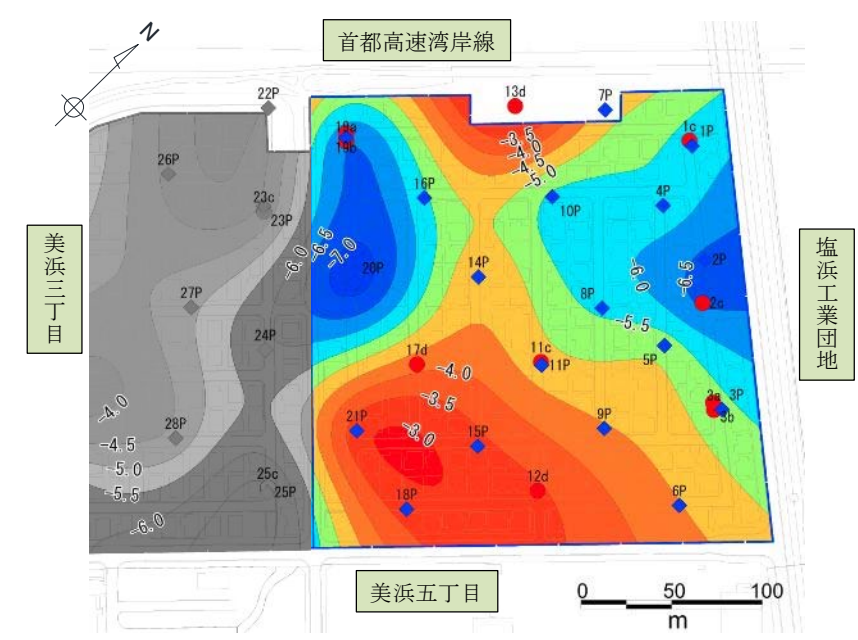 首都高速湾岸線
N
22P
13d
7P
19a
19b
1c
1P
-3.5
-4.0
-4.5
-5.0
26P
16P
10P
4P
23c
23P
美浜三丁目
塩浜工業団地
-6.0
-6.5
-7.0
20P
14P
2P
-6.0
-6.5
2c
27P
8P
-5.5
24P
5P
17d
11c
11P
-4.0
-3.5
3a
3P
3b
-4.0
28P
21P
-3.0
15P
9P
-4.5
-5.0
-5.5
25c
25P
12d
18P
6P
-6.0
美浜五丁目
0 50 100
m